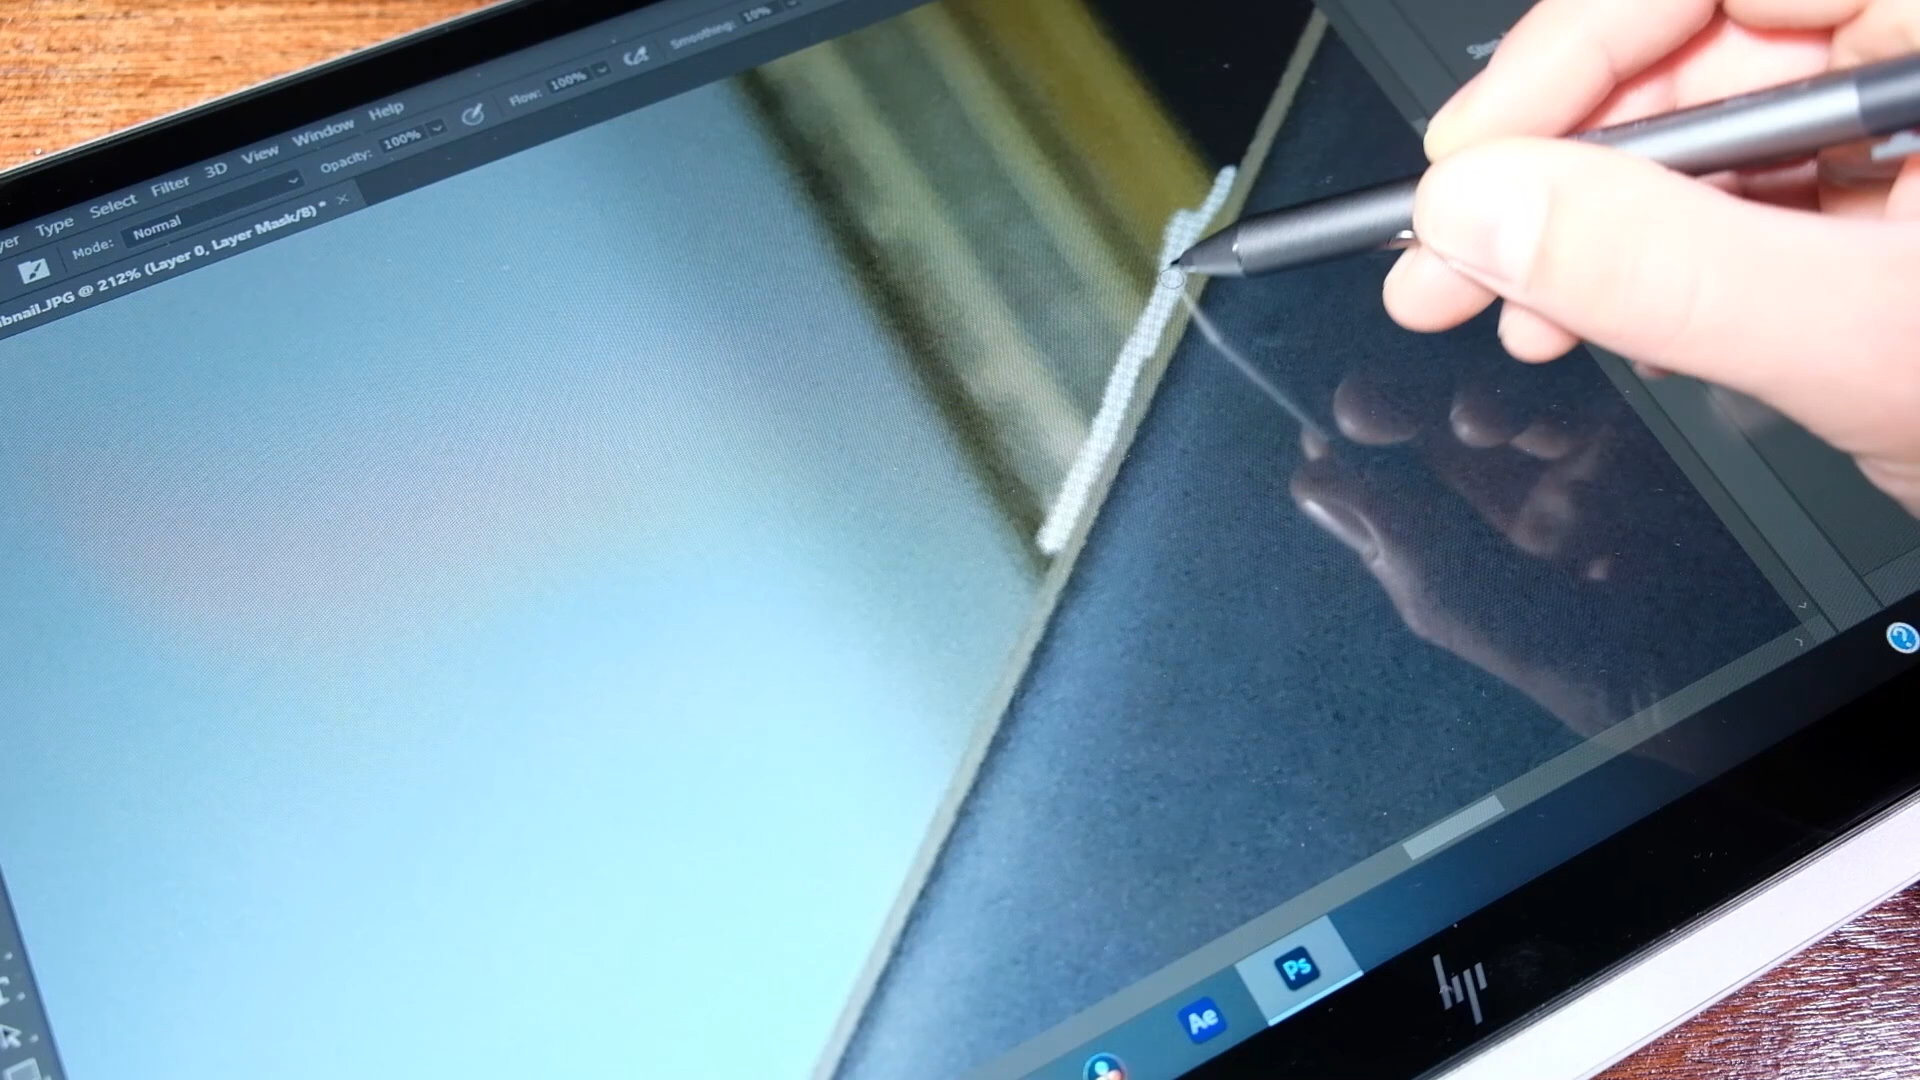 Type Select Filter 3D View Window Help
Mode: Normal Opacity: 100% Flow: 100% Smoothing: 10%
bnail.JPG @ 212% (Layer 0, Layer Mask/8) * ×
?
Ps
Ae
hp